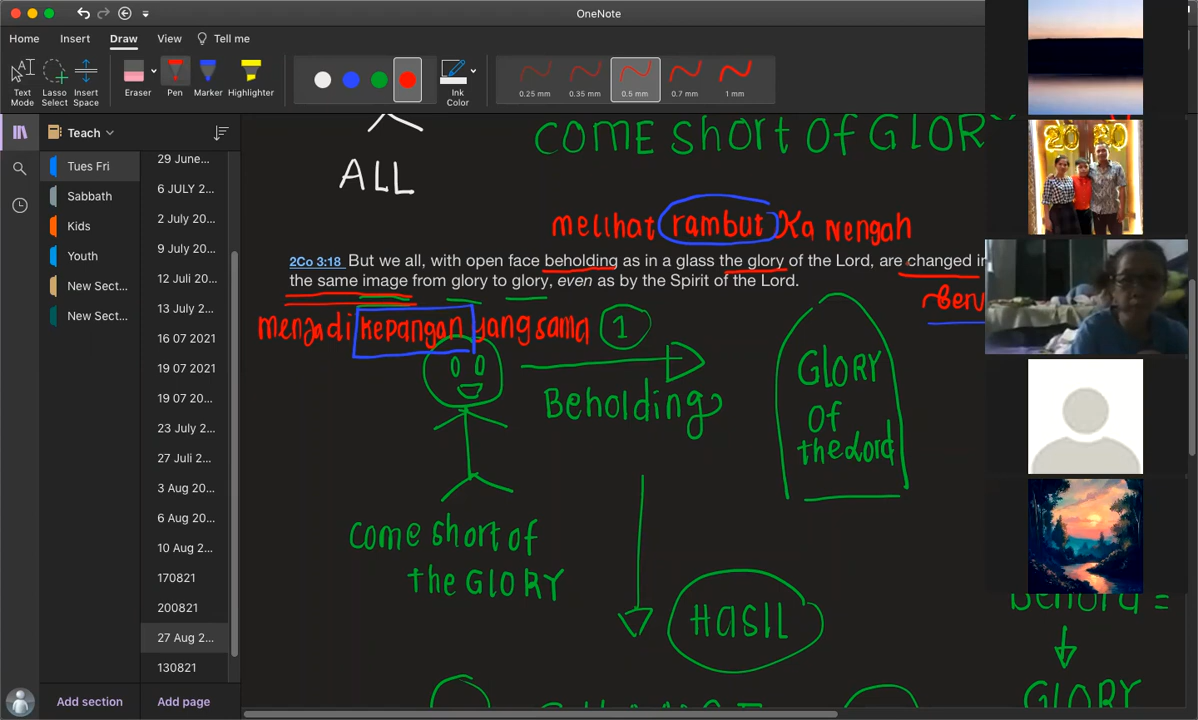 OneNote
Home Insert Draw View Tell me
Text Mode
Lasso Select
Insert Space
Eraser
Pen
Marker
Highlighter
Ink Color
0.25 mm
0.35 mm
0.5 mm
0.7 mm
1 mm
Teach
Tues Fri
Sabbath
Kids
Youth
New Sect...
New Sect...
29 June...
6 JULY 2...
2 July 20...
9 July 20...
12 Juli 20...
13 July 2...
16 07 2021
19 07 2021
19 07 2021
23 July 2...
27 Juli 20...
3 Aug 20...
6 Aug 20...
10 Aug 2...
170821
200821
27 Aug 2...
130821
Add section
Add page
COME SHORT OF GLORY
ALL
melihat rambut Ka Nengah
2Co 3:18 But we all, with open face beholding as in a glass the glory of the Lord, are changed in
the same image from glory to glory, even as by the Spirit of the Lord.
Beru
menjadi kepangan yang sama 1
Beholding
GLORY
OF
the Lord
come short of
the GLORY
HASIL
Behold =
GLORY
20 20